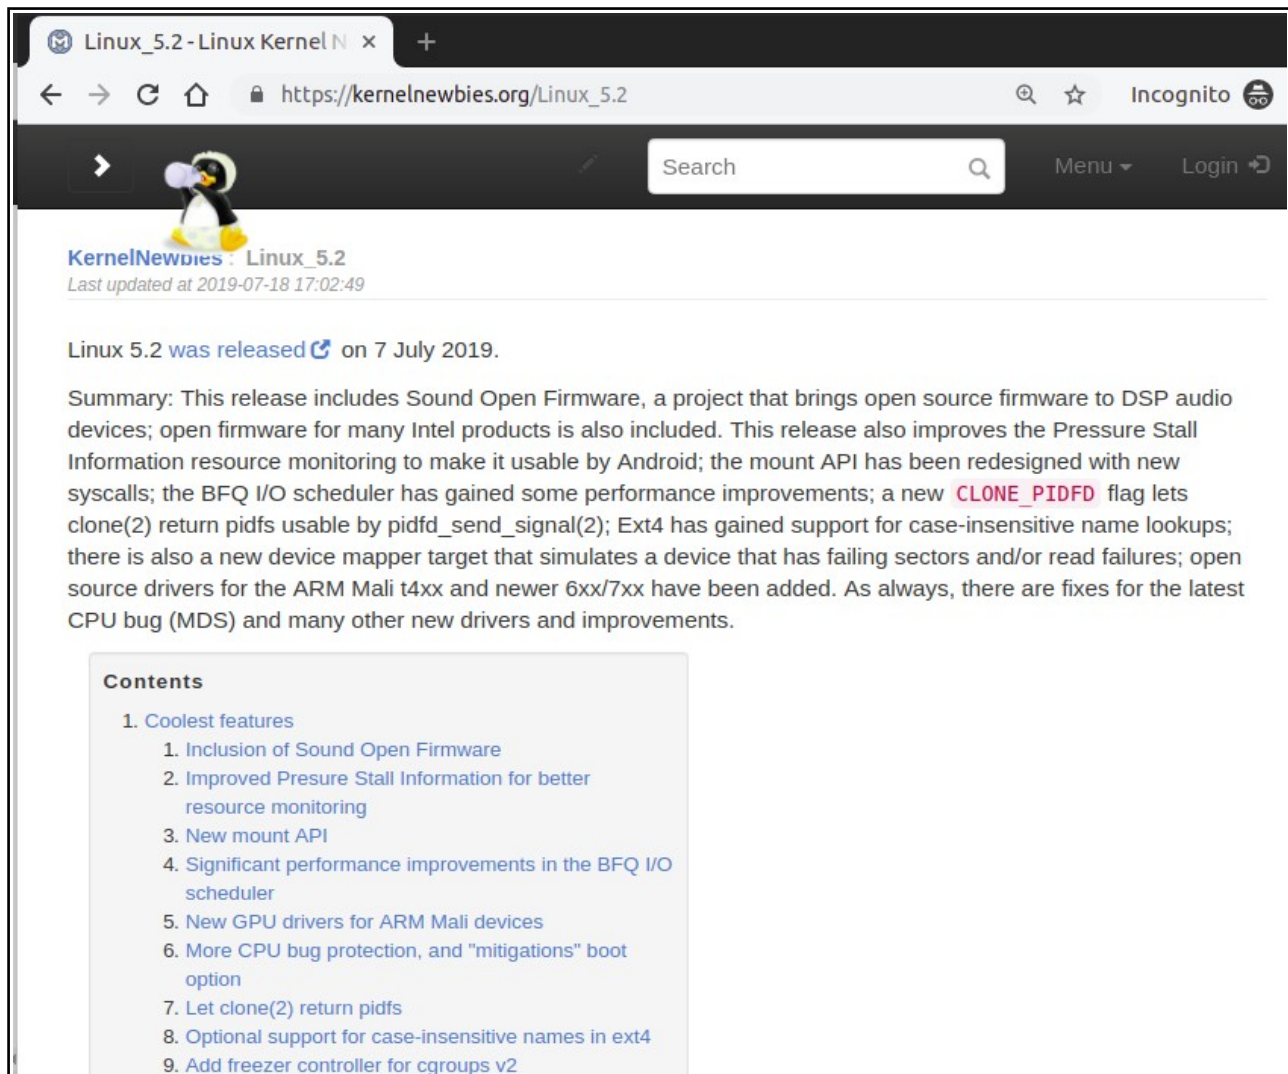 Linux_5.2 - Linux Kernel N
https://kernelnewbies.org/Linux_5.2
Incognito
Search
Menu
Login
KernelNewbies : Linux_5.2
Last updated at 2019-07-18 17:02:49
Linux 5.2 was released on 7 July 2019.
Summary: This release includes Sound Open Firmware, a project that brings open source firmware to DSP audio
devices; open firmware for many Intel products is also included. This release also improves the Pressure Stall
Information resource monitoring to make it usable by Android; the mount API has been redesigned with new
syscalls; the BFQ I/O scheduler has gained some performance improvements; a new CLONE_PIDFD flag lets
clone(2) return pidfs usable by pidfd_send_signal(2); Ext4 has gained support for case-insensitive name lookups;
there is also a new device mapper target that simulates a device that has failing sectors and/or read failures; open
source drivers for the ARM Mali t4xx and newer 6xx/7xx have been added. As always, there are fixes for the latest
CPU bug (MDS) and many other new drivers and improvements.
Contents
1. Coolest features
1. Inclusion of Sound Open Firmware
2. Improved Presure Stall Information for better
resource monitoring
3. New mount API
4. Significant performance improvements in the BFQ I/O
scheduler
5. New GPU drivers for ARM Mali devices
6. More CPU bug protection, and "mitigations" boot
option
7. Let clone(2) return pidfs
8. Optional support for case-insensitive names in ext4
9. Add freezer controller for cgroups v2